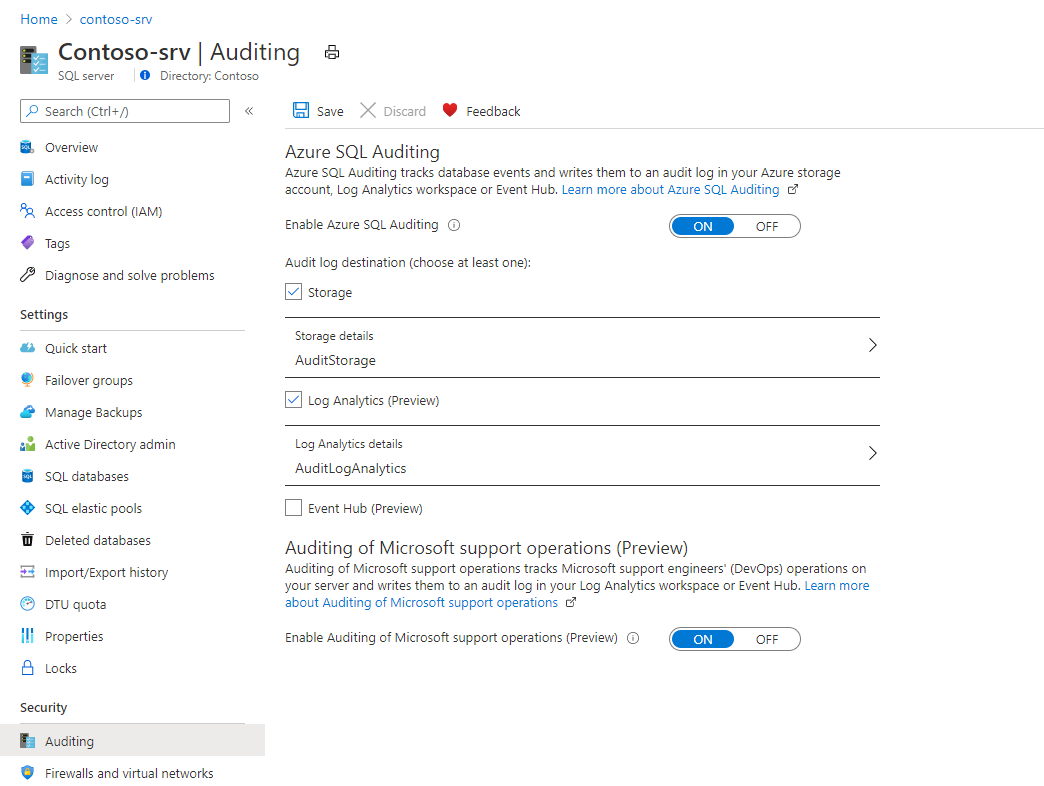 Home > contoso-srv
Contoso-srv | Auditing
SQL server
Directory: Contoso
Search (Ctrl+/)
«
Overview
Activity log
Access control (IAM)
Tags
Diagnose and solve problems
Settings
Quick start
Failover groups
Manage Backups
Active Directory admin
SQL databases
SQL elastic pools
Deleted databases
Import/Export history
DTU quota
Properties
Locks
Security
Auditing
Firewalls and virtual networks
Save Discard Feedback
Azure SQL Auditing
Azure SQL Auditing tracks database events and writes them to an audit log in your Azure storage
account, Log Analytics workspace or Event Hub. Learn more about Azure SQL Auditing
Enable Azure SQL Auditing
ON OFF
Audit log destination (choose at least one):
Storage
Storage details
AuditStorage
Log Analytics (Preview)
Log Analytics details
AuditLogAnalytics
Event Hub (Preview)
Auditing of Microsoft support operations (Preview)
Auditing of Microsoft support operations tracks Microsoft support engineers' (DevOps) operations on
your server and writes them to an audit log in your Log Analytics workspace or Event Hub. Learn more
about Auditing of Microsoft support operations
Enable Auditing of Microsoft support operations (Preview)
ON OFF